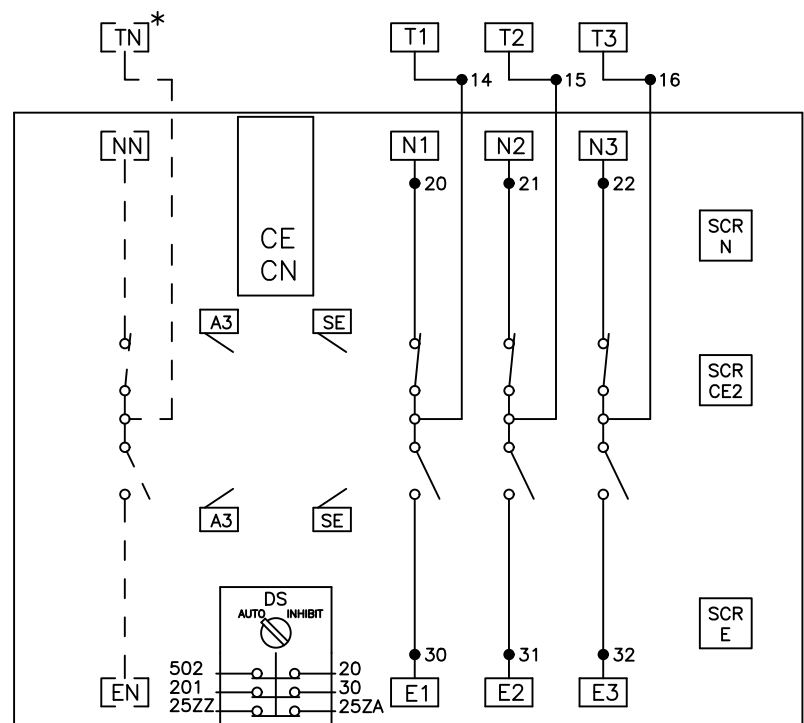 TN*
T1
T2
T3
14
15
16
NN
N1
N2
N3
20
21
22
CE
CN
SCR
N
A3
SE
SCR
CE2
A3
SE
DS
AUTO
INHIBIT
SCR
E
30
31
32
502
20
201
30
25ZZ
25ZA
EN
E1
E2
E3